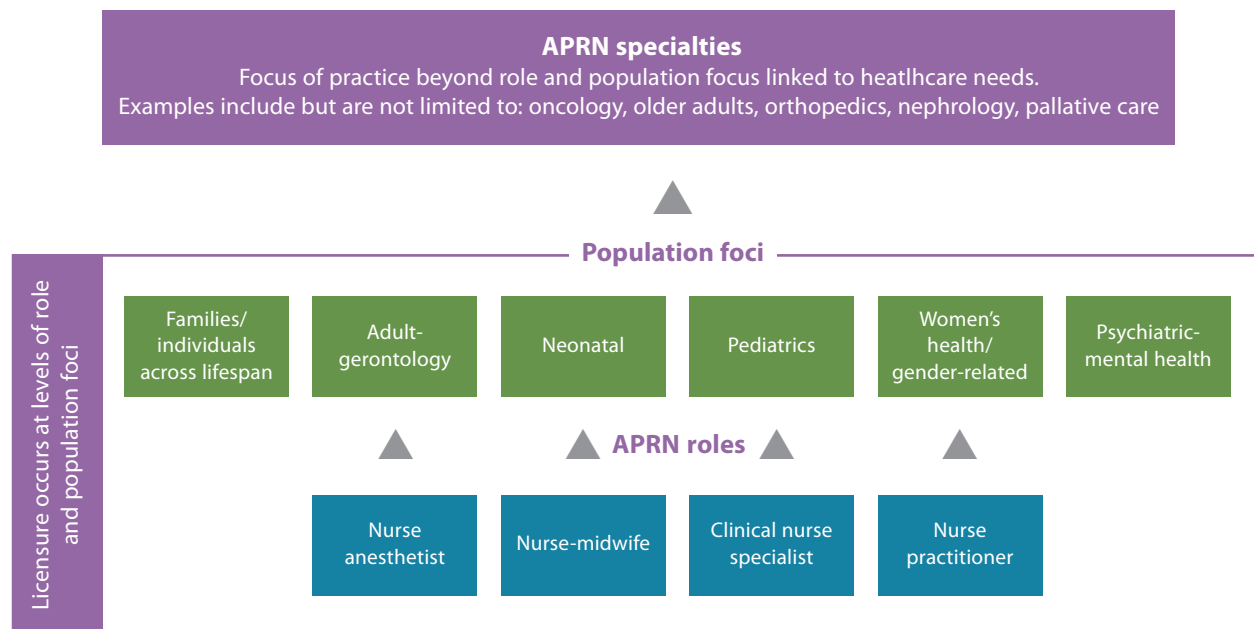 APRN specialties
Focus of practice beyond role and population focus linked to heatlhcare needs.
Examples include but are not limited to: oncology, older adults, orthopedics, nephrology, pallative care
Licensure occurs at levels of role
and population foci
Population foci
Families/
individuals
across lifespan
Adult-
gerontology
Neonatal
Pediatrics
Women’s
health/
gender-related
Psychiatric-
mental health
APRN roles
Nurse
anesthetist
Nurse-midwife
Clinical nurse
specialist
Nurse
practitioner